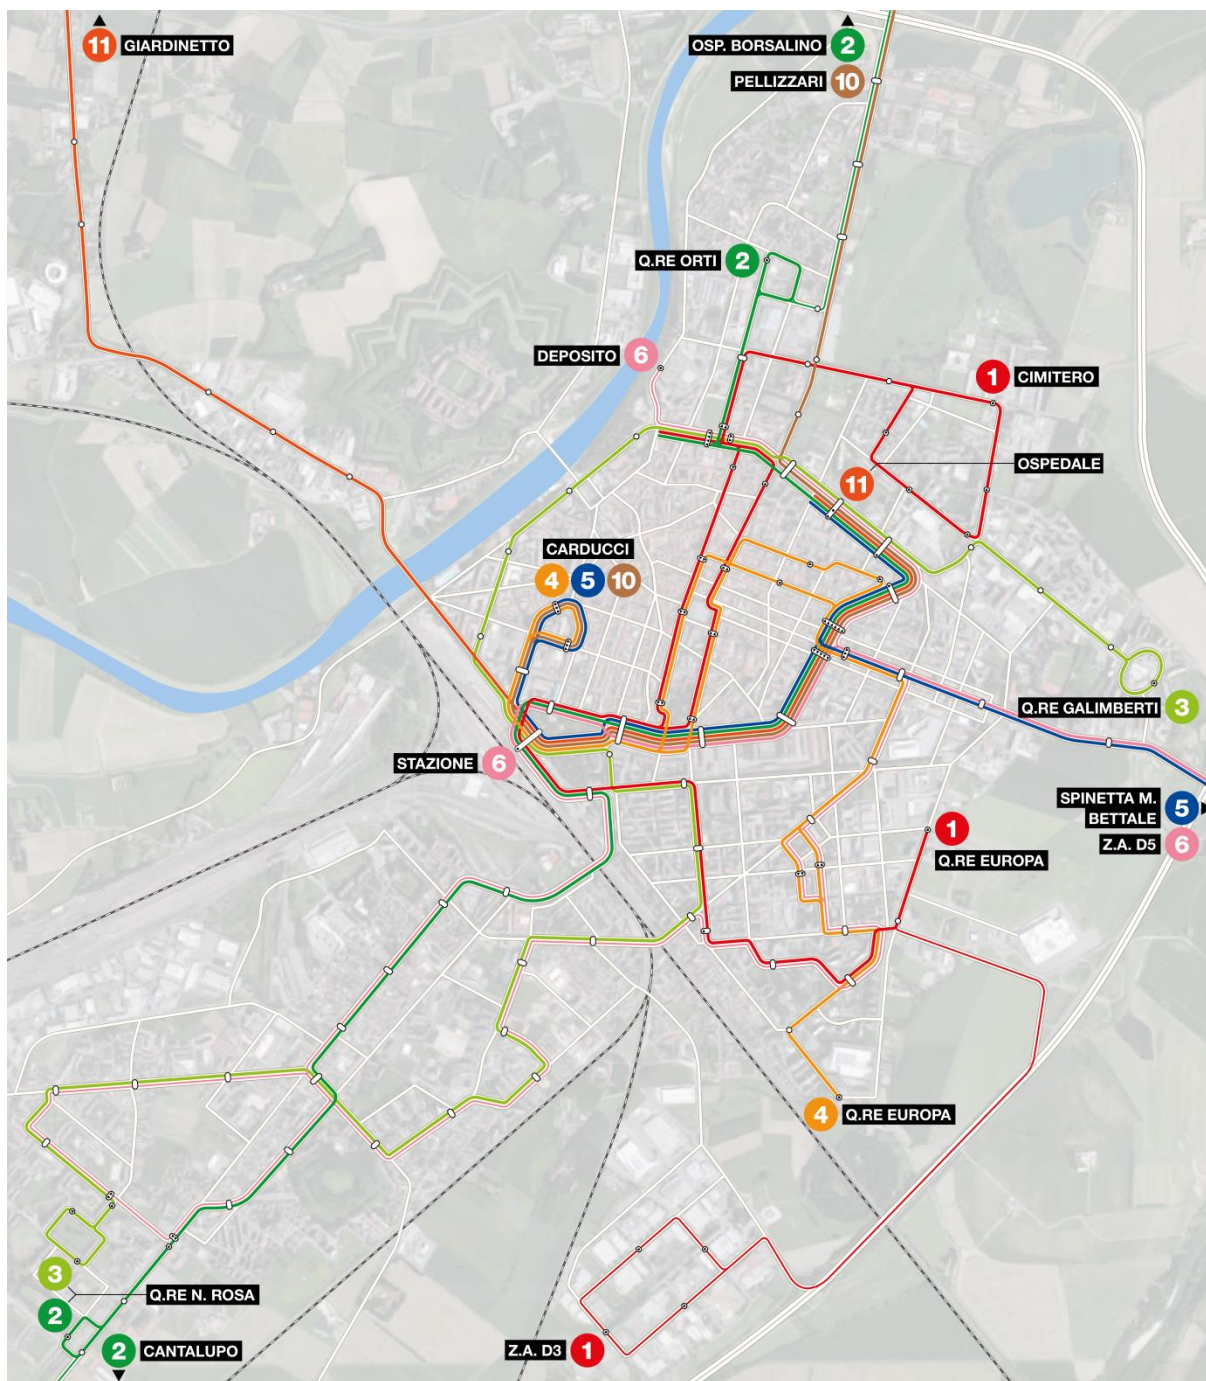 11 GIARDINETTO
OSP. BORSALINO 2
PELLIZZARI 10
Q.RE ORTI 2
DEPOSITO 6
1 CIMITERO
OSPEDALE
11
CARDUCCI
4 5 10
Q.RE GALIMBERTI 3
STAZIONE 6
SPINETTA M.
BETTALE
5
Z.A. D5 6
1
Q.RE EUROPA
4 Q.RE EUROPA
3
Q.RE N. ROSA
2
2 CANTALUPO
Z.A. D3 1